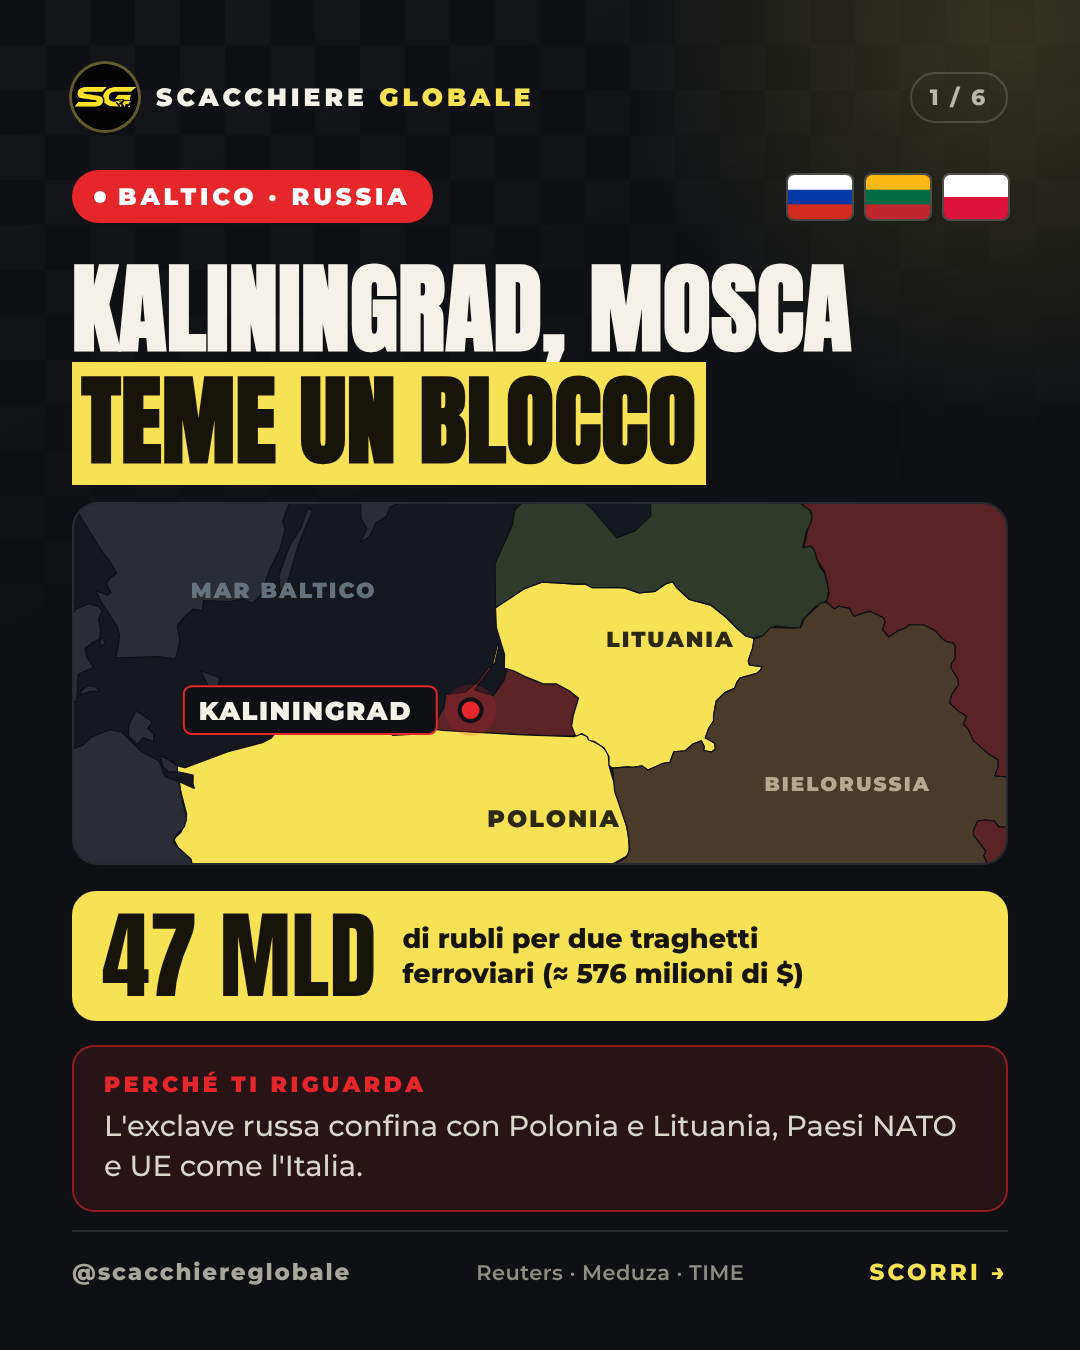 SG
SCACCHIERE GLOBALE
1 / 6
BALTICO · RUSSIA
KALININGRAD, MOSCA
TEME UN BLOCCO
MAR BALTICO
LITUANIA
KALININGRAD
BIELORUSSIA
POLONIA
47 MLD
di rubli per due traghetti
ferroviari (≈ 576 milioni di $)
PERCHÉ TI RIGUARDA
L'exclave russa confina con Polonia e Lituania, Paesi NATO
e UE come l'Italia.
@scacchiereglobale
Reuters · Meduza · TIME
SCORRI →